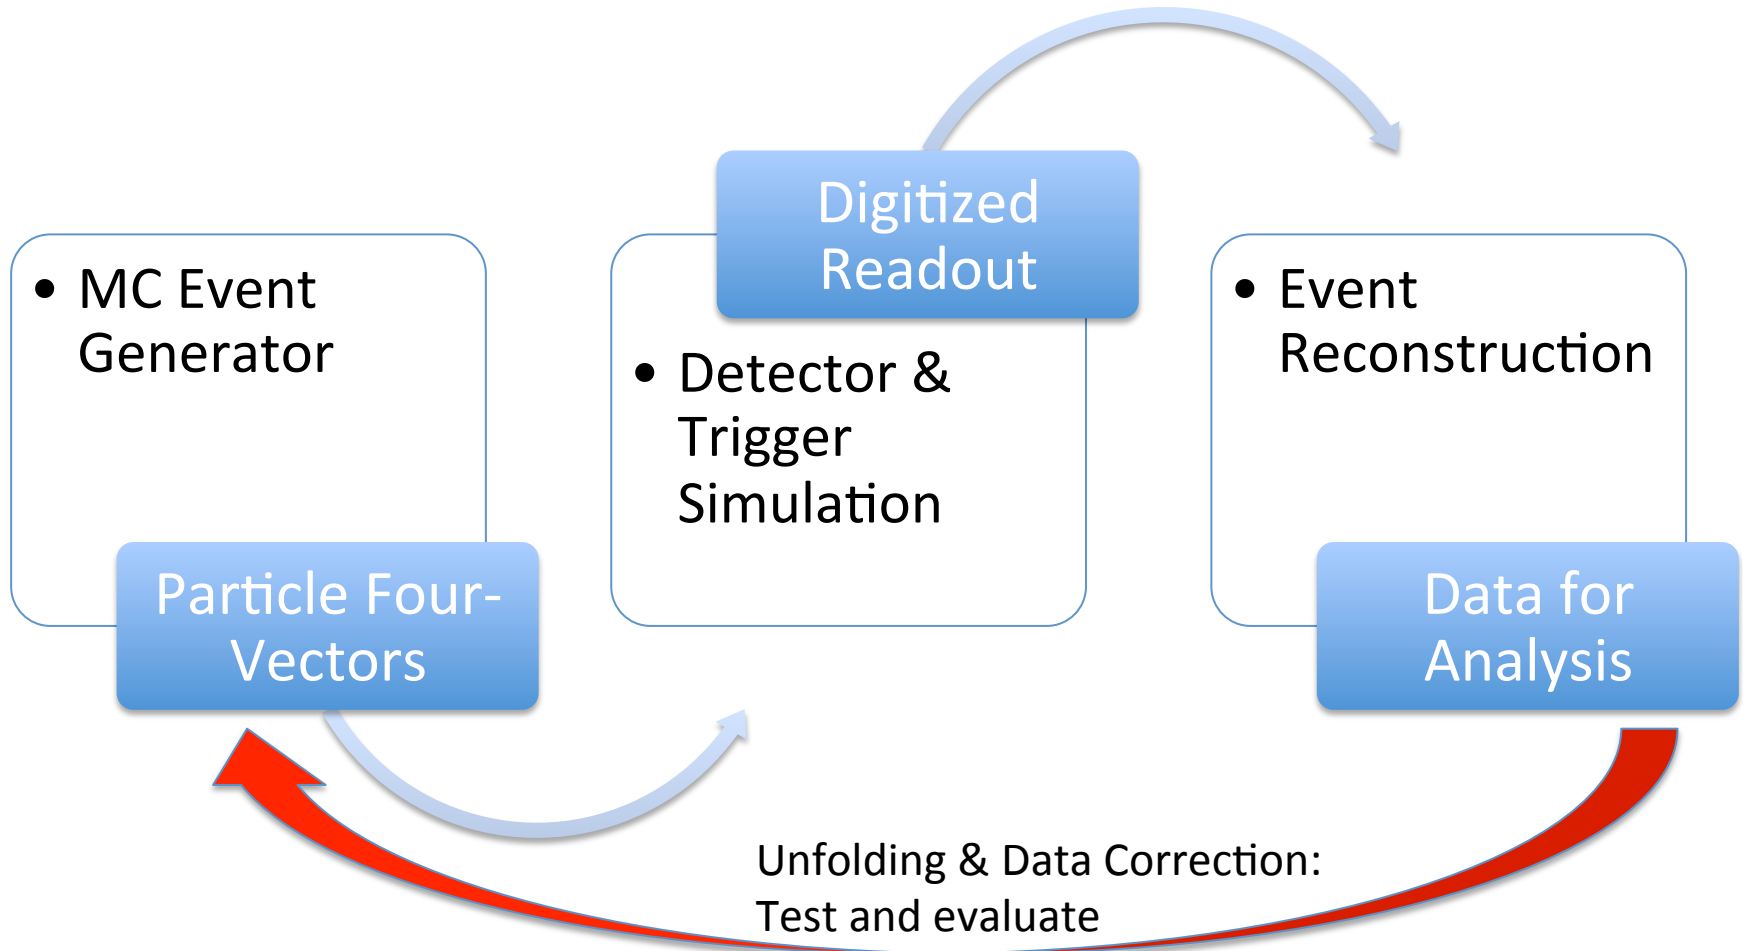 • MC Event
Generator
Particle Four-
Vectors
Digitized
Readout
• Detector &
Trigger
Simulation
• Event
Reconstruction
Data for
Analysis
Unfolding & Data Correction:
Test and evaluate